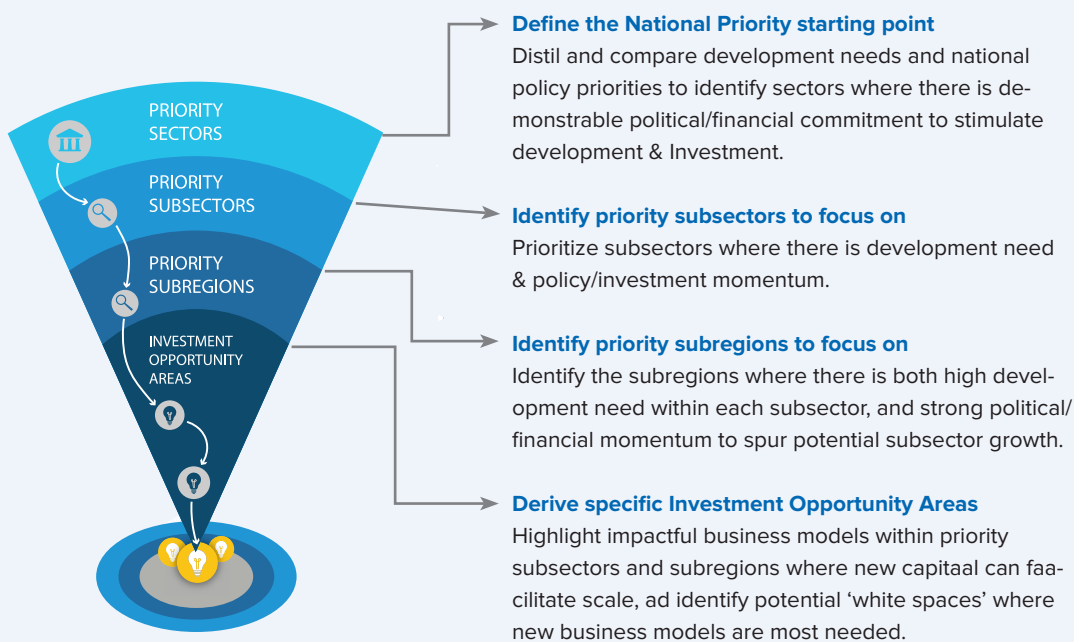 PRIORITY
SECTORS
PRIORITY
SUBSECTORS
PRIORITY
SUBREGIONS
INVESTMENT
OPPORTUNITY
AREAS
Define the National Priority starting point
Distil and compare development needs and national
policy priorities to identify sectors where there is de-
monstrable political/financial commitment to stimulate
development & Investment.
Identify priority subsectors to focus on
Prioritize subsectors where there is development need
& policy/investment momentum.
Identify priority subregions to focus on
Identify the subregions where there is both high devel-
opment need within each subsector, and strong political/
financial momentum to spur potential subsector growth.
Derive specific Investment Opportunity Areas
Highlight impactful business models within priority
subsectors and subregions where new capitaal can faa-
cilitate scale, ad identify potential ‘white spaces’ where
new business models are most needed.